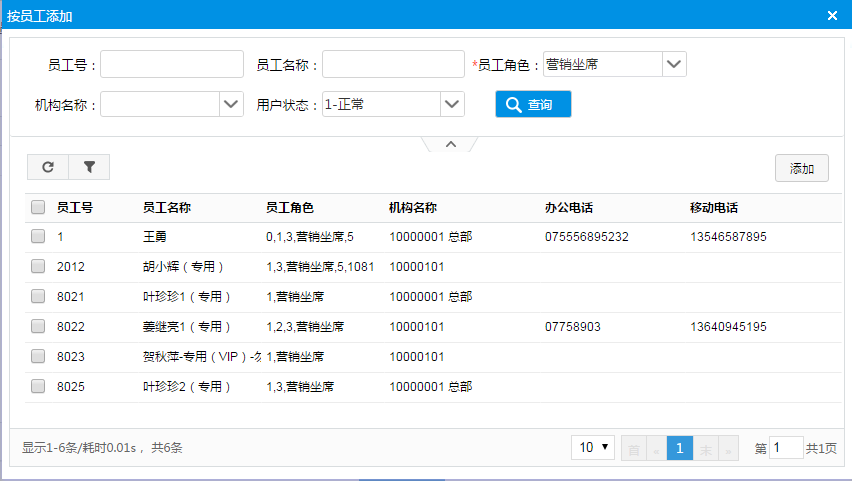 按员工添加
员工号：
员工名称：
*员工角色：营销坐席
机构名称：
用户状态：1-正常
查询
添加
员工号 员工名称 员工角色 机构名称 办公电话 移动电话
1 王勇 0,1,3,营销坐席,5 10000001 总部 075556895232 13546587895
2012 胡小辉（专用） 1,3,营销坐席,5,1081 10000101
8021 叶珍珍1（专用） 1,营销坐席 10000001 总部
8022 姜继亮1（专用） 1,2,3,营销坐席 10000101 07758903 13640945195
8023 贺秋萍-专用（VIP）- 1,营销坐席 10000101
8025 叶珍珍2（专用） 1,3,营销坐席 10000001 总部
显示1-6条/耗时0.01s， 共6条
10 首 « 1 末 » 第 1 共1页